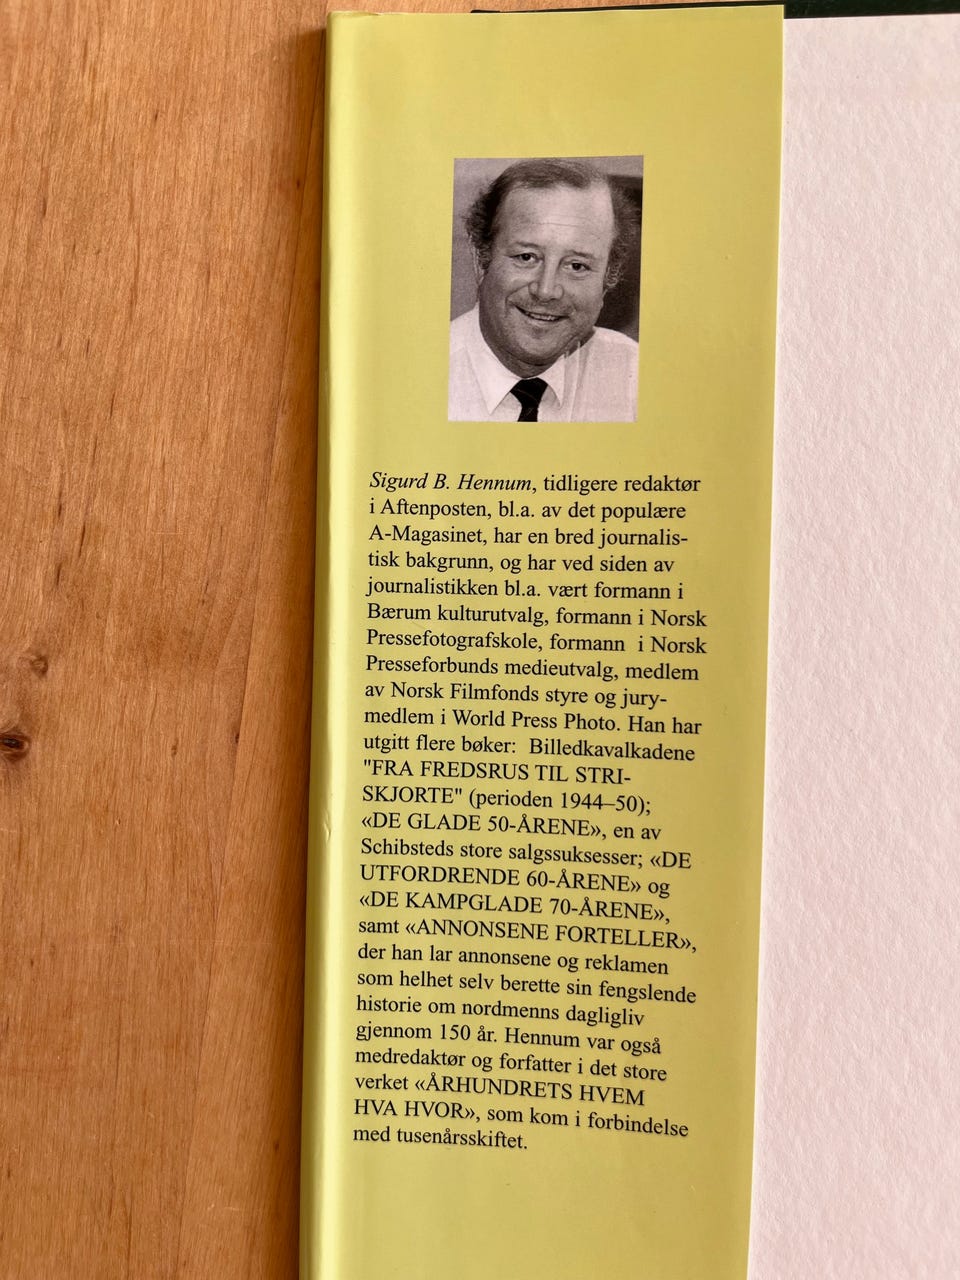 Sigurd B. Hennum, tidligere redaktør
i Aftenposten, bl.a. av det populære
A-Magasinet, har en bred journalis-
tisk bakgrunn, og har ved siden av
journalistikken bl.a. vært formann i
Bærum kulturutvalg, formann i Norsk
Pressefotografskole, formann  i Norsk
Presseforbunds medieutvalg, medlem
av Norsk Filmfonds styre og jury-
medlem i World Press Photo. Han har
utgitt flere bøker:  Billedkavalkadene
"FRA FREDSRUS TIL STRI-
SKJORTE" (perioden 1944–50);
«DE GLADE 50-ÅRENE», en av
Schibsteds store salgssuksesser; «DE
UTFORDRENDE 60-ÅRENE» og
«DE KAMPGLADE 70-ÅRENE»,
samt «ANNONSENE FORTELLER»,
der han lar annonsene og reklamen
som helhet selv berette sin fengslende
historie om nordmenns dagligliv
gjennom 150 år. Hennum var også
medredaktør og forfatter i det store
verket «ÅRHUNDRETS HVEM
HVA HVOR», som kom i forbindelse
med tusenårsskiftet.